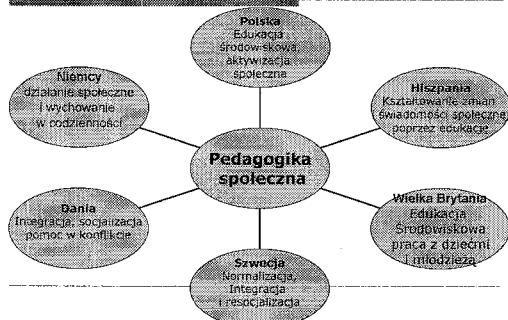 Polska
Edukacja
środowiskowa,
aktywizacja
społeczna
Niemcy
działanie społeczne
i wychowanie
w codzienności
Hiszpania
Kształtowanie zmian
świadomości społecznej
poprzez edukację
Pedagogika
społeczna
Dania
Integracja, socjalizacja
pomoc w konflikcie
Wielka Brytania
Edukacja
Środowiskowa
praca z dziećmi
i młodzieżą
Szwecja
Normalizacja,
Integracja
i resocjalizacja